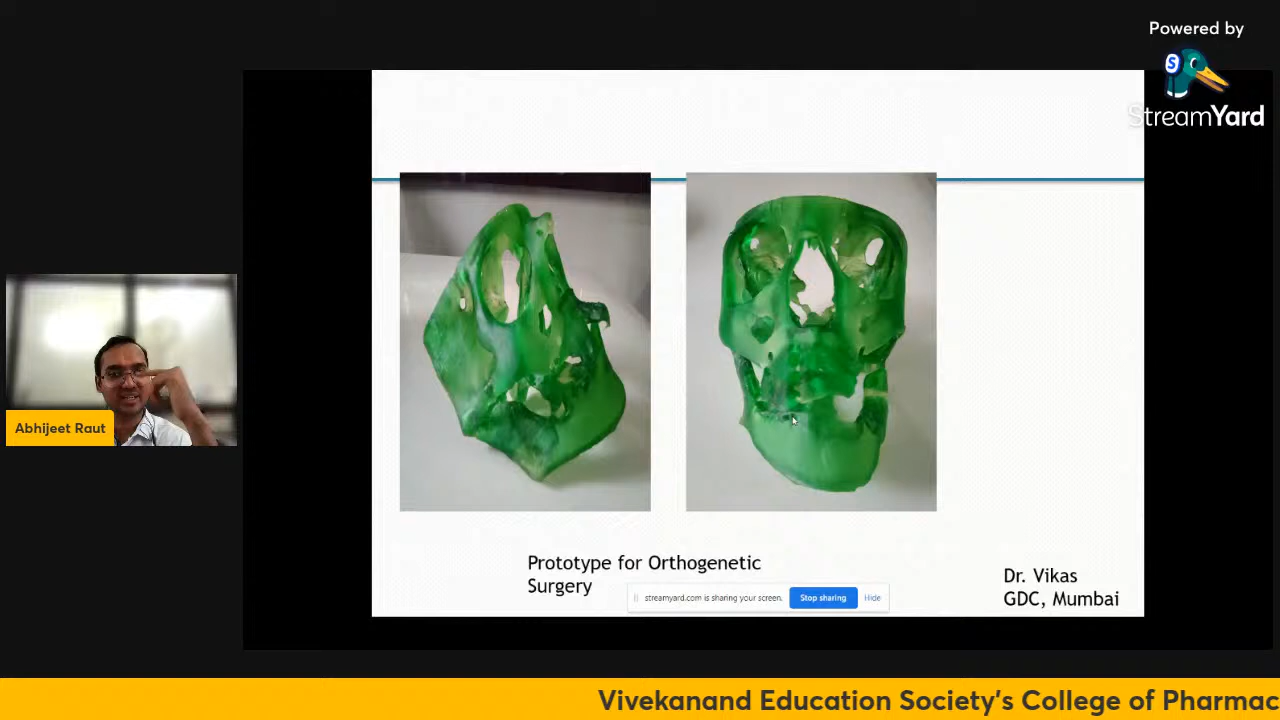 Powered by
StreamYard
Abhijeet Raut
Prototype for Orthogenetic
Surgery
streamyard.com is sharing your screen.
Stop sharing
Hide
Dr. Vikas
GDC, Mumbai
Vivekanand Education Society's College of Pharmac